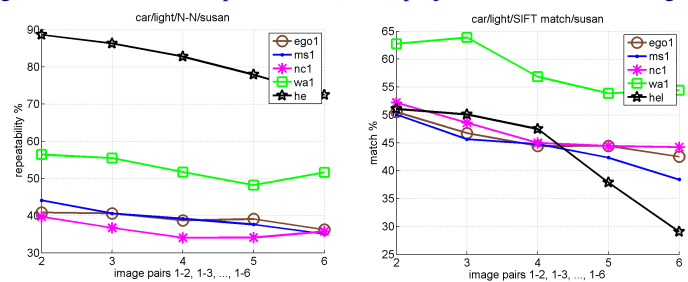 car/light/N-N/susan
repeatability %
90
80
70
60
50
40
30
2 3 4 5 6
image pairs 1-2, 1-3, ..., 1-6
ego1
ms1
nc1
wa1
he
car/light/SIFT match/susan
match %
65
60
55
50
45
40
35
30
25
2 3 4 5 6
image pairs 1-2, 1-3, ..., 1-6
ego1
ms1
nc1
wa1
hel